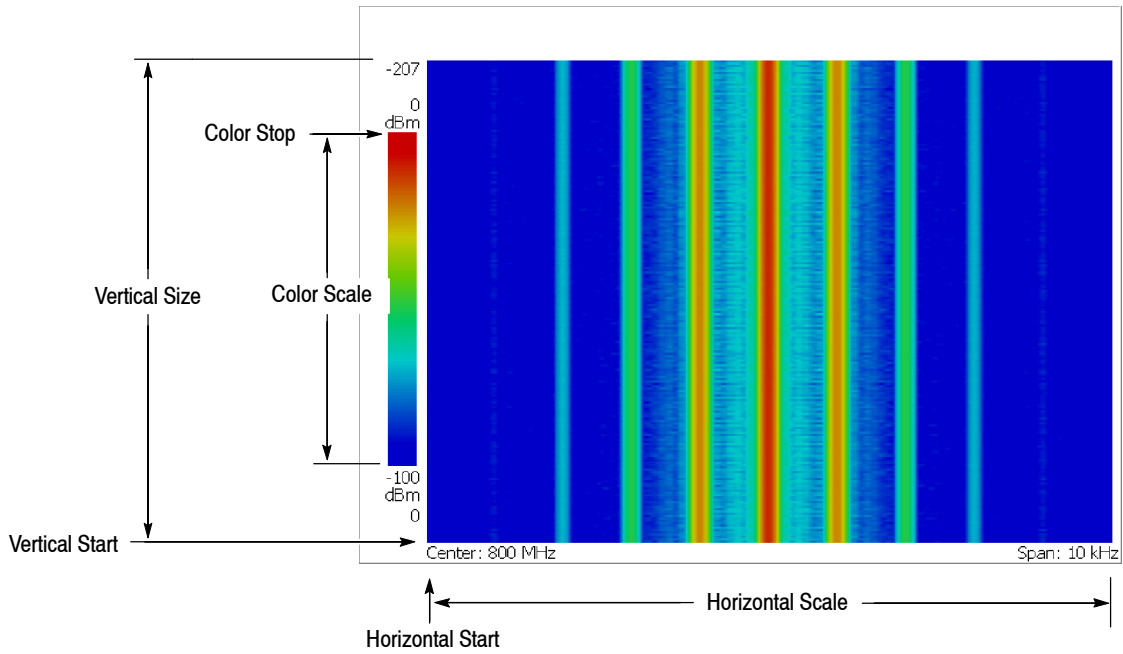 -207
0
dBm
Color Stop
Vertical Size
Color Scale
-100
dBm
0
Vertical Start
Center: 800 MHz
Span: 10 kHz
Horizontal Scale
Horizontal Start